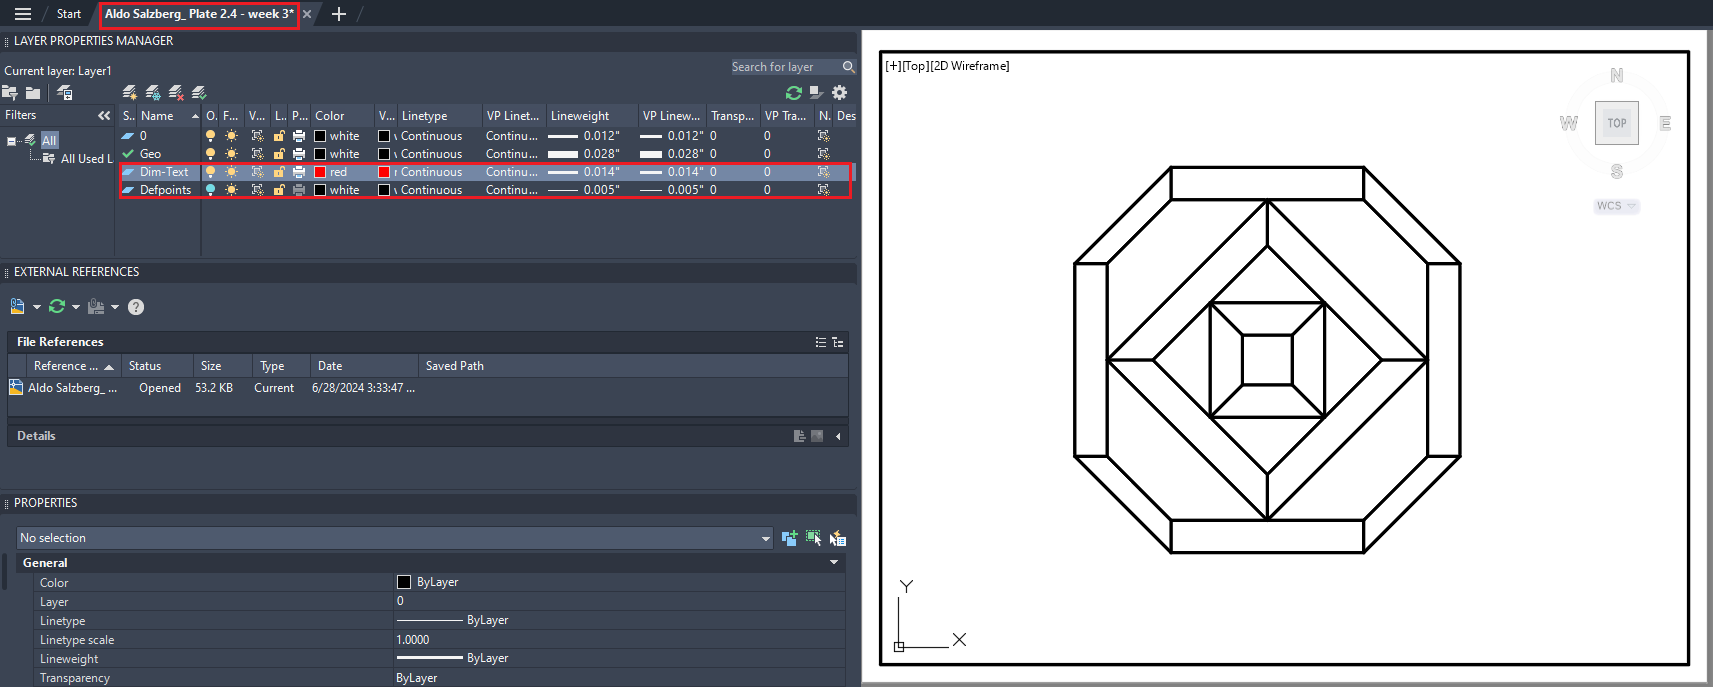 Start
Aldo Salzberg_ Plate 2.4 - week 3*
LAYER PROPERTIES MANAGER
Current layer: Layer1
Search for layer
Filters
All
All Used L
S.. Name O. F... V... L.. P... Color V... Linetype VP Linet... Lineweight VP Linew... Transp... VP Tra... N. Des
0 white Continuous Continu... 0.012" 0.012" 0 0
Geo white Continuous Continu... 0.028" 0.028" 0 0
Dim-Text red Continuous Continu... 0.014" 0.014" 0 0
Defpoints white Continuous Continu... 0.005" 0.005" 0 0
EXTERNAL REFERENCES
File References
Reference ... Status Size Type Date Saved Path
Aldo Salzberg_ ... Opened 53.2 KB Current 6/28/2024 3:33:47 ...
Details
PROPERTIES
No selection
General
Color ByLayer
Layer 0
Linetype ByLayer
Linetype scale 1.0000
Lineweight ByLayer
Transparency ByLayer
[+][Top][2D Wireframe]
N
W TOP E
S
WCS
Y
X